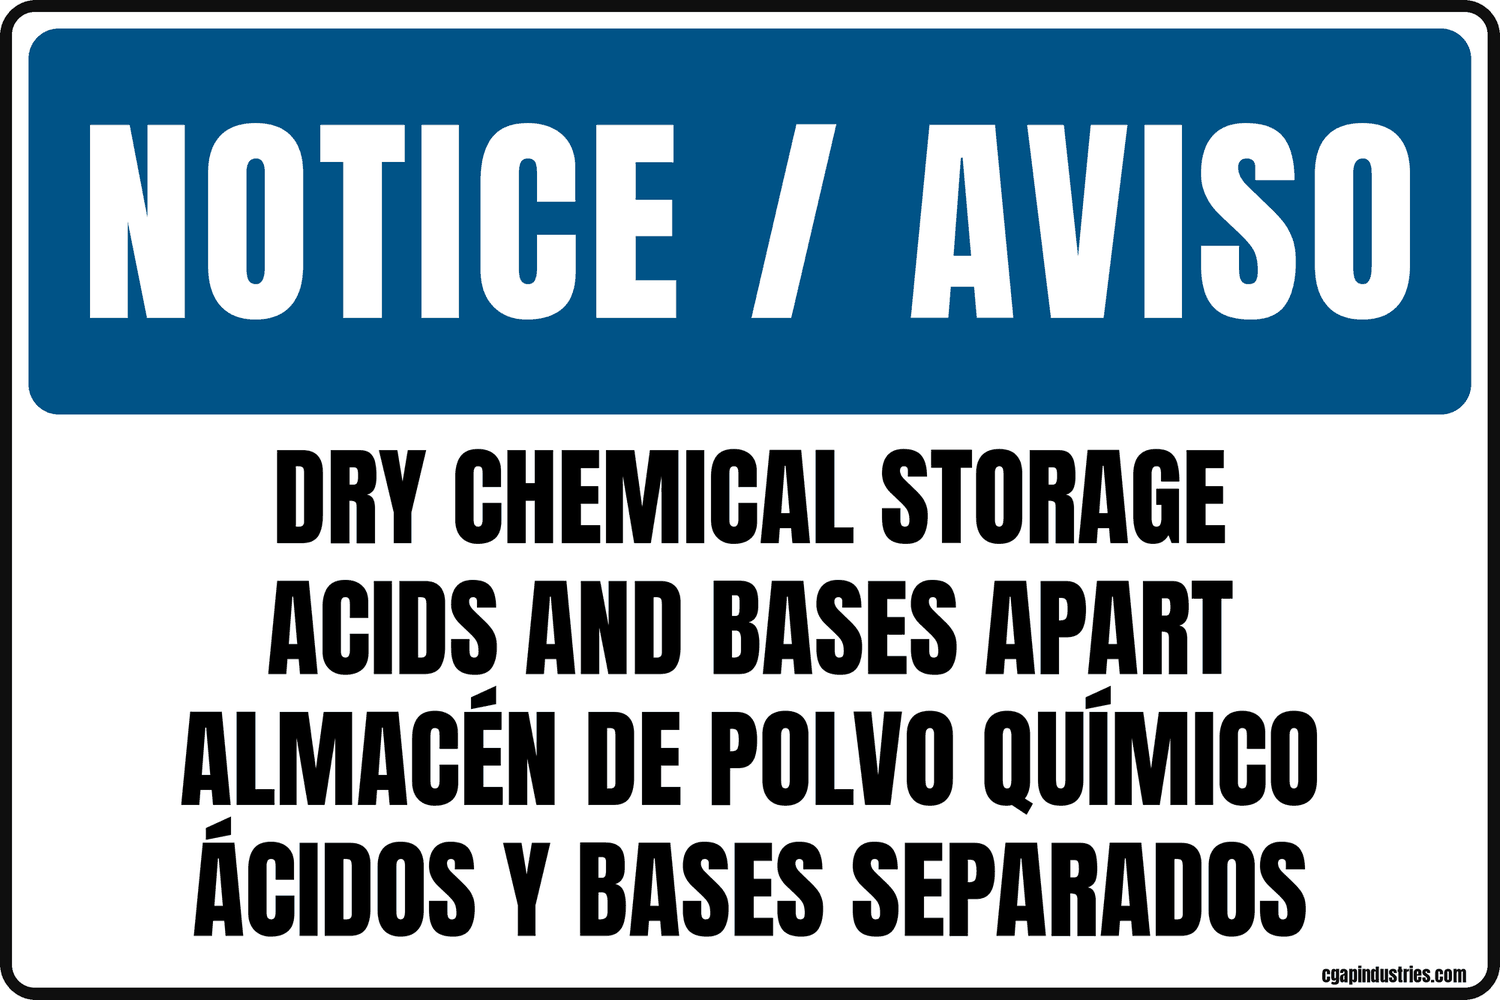 NOTICE / AVISO
DRY CHEMICAL STORAGE
ACIDS AND BASES APART
ALMACÉN DE POLVO QUÍMICO
ÁCIDOS Y BASES SEPARADOS
cgapindustries.com